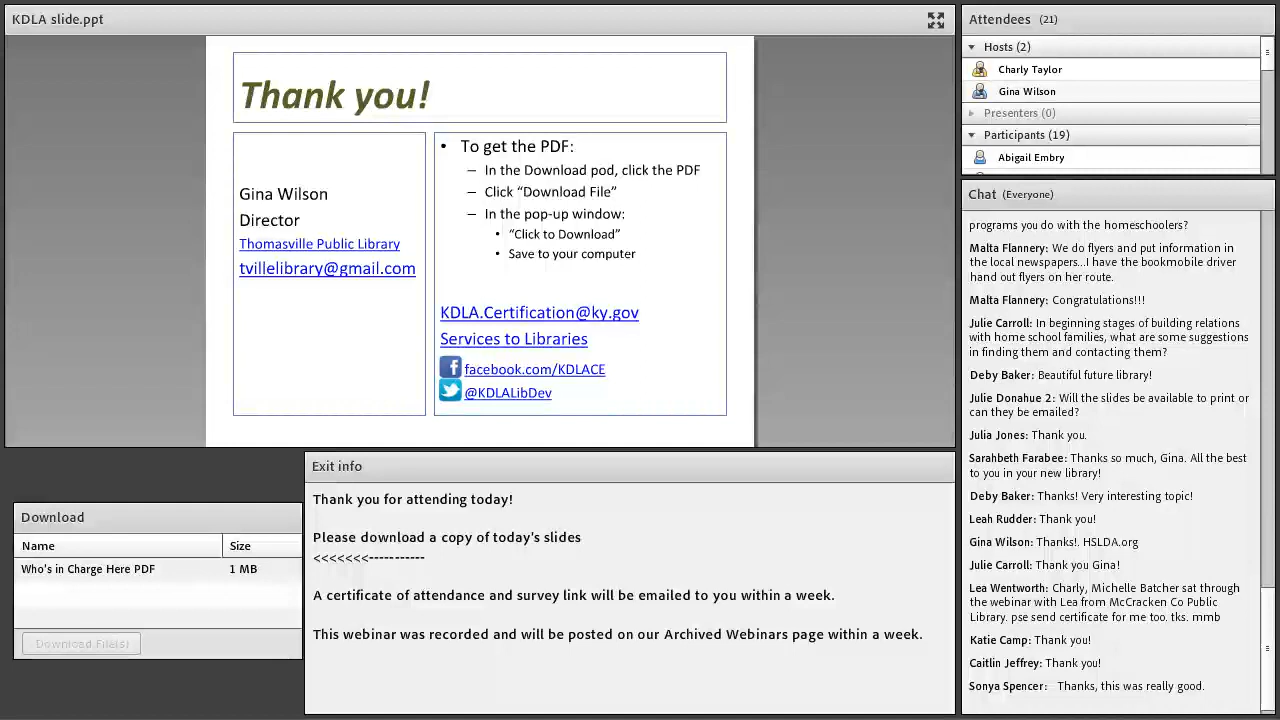 KDLA slide.ppt
Thank you!
Gina Wilson
Director
Thomasville Public Library
tvillelibrary@gmail.com
• To get the PDF:
– In the Download pod, click the PDF
– Click “Download File”
– In the pop-up window:
• “Click to Download”
• Save to your computer
KDLA.Certification@ky.gov
Services to Libraries
f facebook.com/KDLACE
@KDLALibDev
Download
Name Size
Who's in Charge Here PDF 1 MB
Download File(s)
Exit info
Thank you for attending today!
Please download a copy of today's slides
<<<<<<<-----------
A certificate of attendance and survey link will be emailed to you within a week.
This webinar was recorded and will be posted on our Archived Webinars page within a week.
Attendees (21)
Hosts (2)
Charly Taylor
Gina Wilson
Presenters (0)
Participants (19)
Abigail Embry
Chat (Everyone)
programs you do with the homeschoolers?
Malta Flannery: We do flyers and put information in
the local newspapers...I have the bookmobile driver
hand out flyers on her route.
Malta Flannery: Congratulations!!!
Julie Carroll: In beginning stages of building relations
with home school families, what are some suggestions
in finding them and contacting them?
Deby Baker: Beautiful future library!
Julie Donahue 2: Will the slides be available to print or
can they be emailed?
Julia Jones: Thank you.
Sarahbeth Farabee: Thanks so much, Gina. All the best
to you in your new library!
Deby Baker: Thanks! Very interesting topic!
Leah Rudder: Thank you!
Gina Wilson: Thanks!. HSLDA.org
Julie Carroll: Thank you Gina!
Lea Wentworth: Charly, Michelle Batcher sat through
the webinar with Lea from McCracken Co Public
Library. pse send certificate for me too. tks. mmb
Katie Camp: Thank you!
Caitlin Jeffrey: Thank you!
Sonya Spencer: Thanks, this was really good.